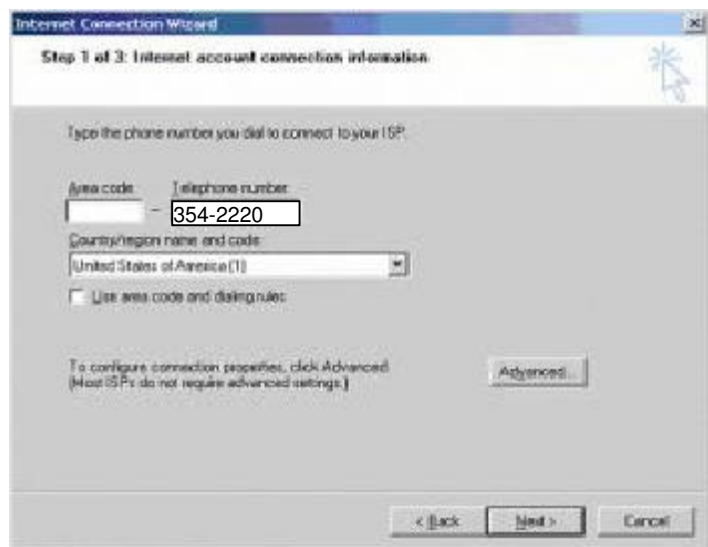 Internet Connection Wizard
Step 1 of 3: Internet account connection information
Type the phone number you dial to connect to your ISP.
Area code Telephone number
- 354-2220
Country/region name and code
United States of America (1)
Use area code and dialing rules
To configure connection properties, click Advanced.
(Most ISPs do not require advanced settings.)
Advanced...
< Back Next > Cancel